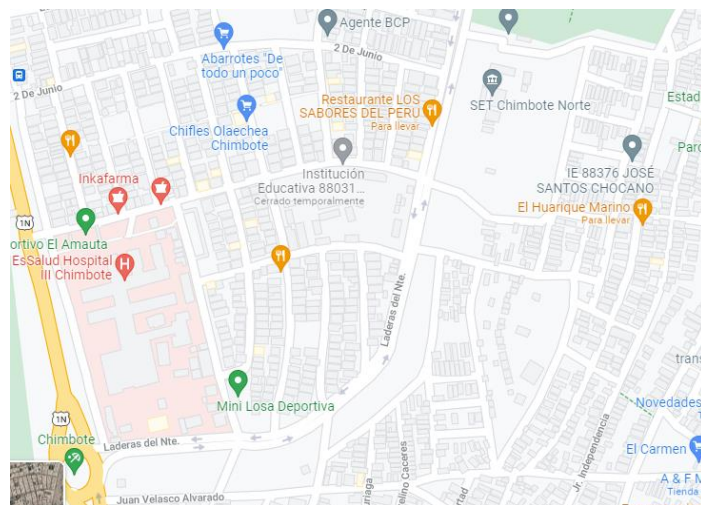 Agente BCP
2 De Junio
Abarrotes "De
todo un poco"
2 De Junio
Restaurante LOS
SABORES DEL PERÚ
Para llevar
SET Chimbote Norte
Estad
Chifles Olaechea
Chimbote
Institución
Educativa 88031...
Cerrado temporalmente
Parc
IE 88376 JOSÉ
SANTOS CHOCANO
Inkafarma
El Huarique Marino
Para llevar
1N
ortivo El Amauta
EsSalud Hospital
III Chimbote
Laderas del Nte.
trans
Mini Losa Deportiva
Novedades
T
1N
Chimbote
Laderas del Nte.
Jr. Independencia
El Carmen
A & F M
Tienda
Juan Velasco Alvarado
uriaga
elino Caceres
ertad